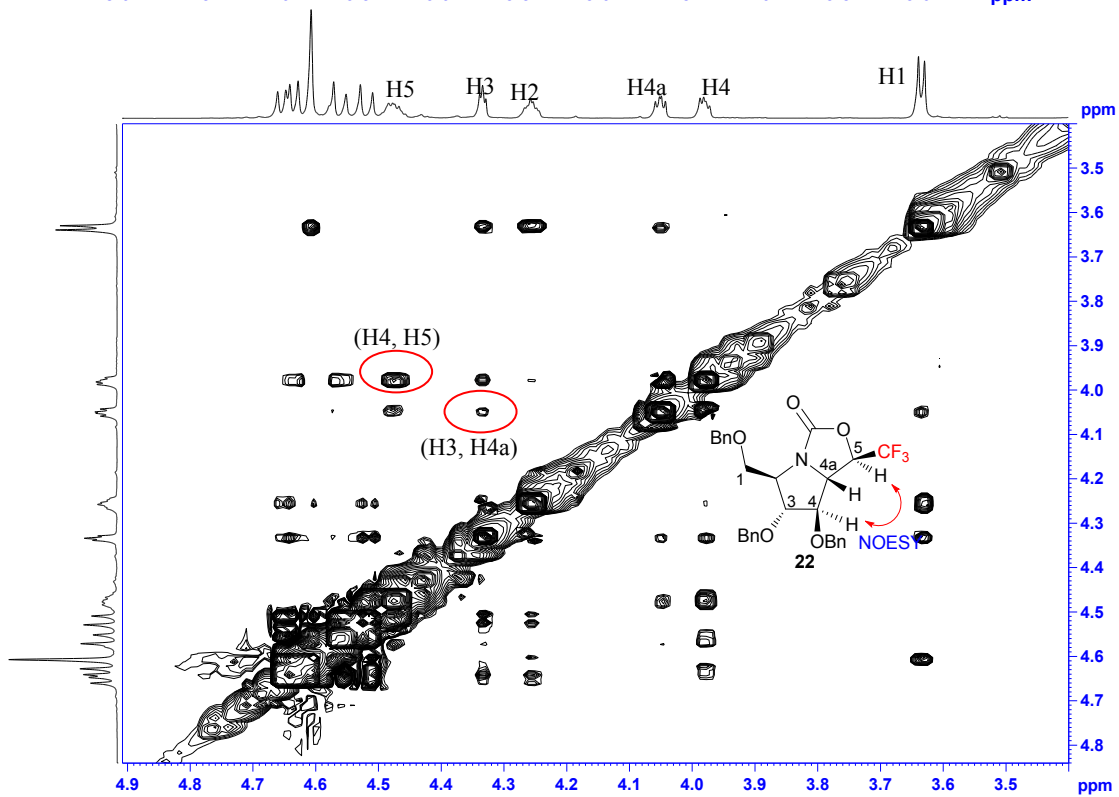 ppm
H5
H3
H2
H4a
H4
H1
ppm
3.5
3.6
3.7
3.8
3.9
4.0
4.1
4.2
4.3
4.4
4.5
4.6
4.7
4.8
(H4, H5)
(H3, H4a)
O
O
BnO
N
5
CF3
4a
H
1
H
3
4
H
BnO
OBn
NOESY
22
4.9 4.8 4.7 4.6 4.5 4.4 4.3 4.2 4.1 4.0 3.9 3.8 3.7 3.6 3.5 ppm